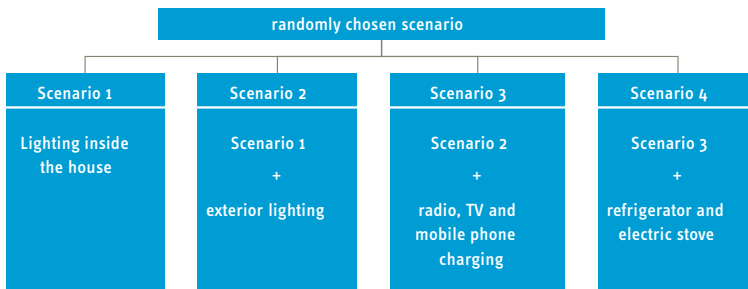 randomly chosen scenario
Scenario 1
Lighting inside
the house
Scenario 2
Scenario 1
+
exterior lighting
Scenario 3
Scenario 2
+
radio, TV and
mobile phone
charging
Scenario 4
Scenario 3
+
refrigerator and
electric stove